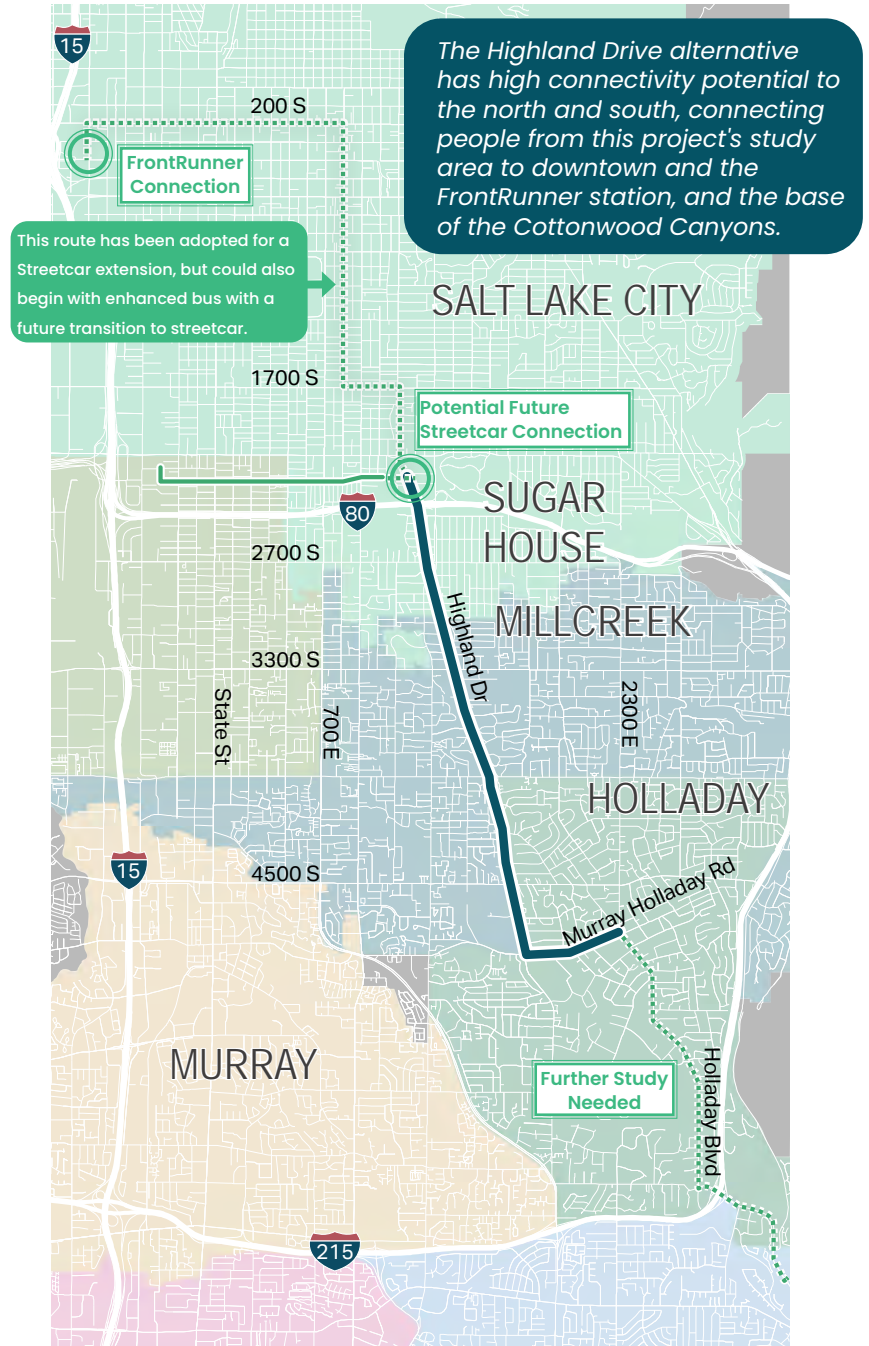 15
The Highland Drive alternative
has high connectivity potential to
the north and south, connecting
people from this project's study
area to downtown and the
FrontRunner station, and the base
of the Cottonwood Canyons.
200 S
FrontRunner
Connection
This route has been adopted for a
Streetcar extension, but could also
begin with enhanced bus with a
future transition to streetcar.
SALT LAKE CITY
1700 S
Potential Future
Streetcar Connection
80
SUGAR
HOUSE
2700 S
MILLCREEK
Highland Dr
3300 S
State St
700 E
2300 E
HOLLADAY
15
4500 S
Murray Holladay Rd
MURRAY
Further Study
Needed
Holladay Blvd
215